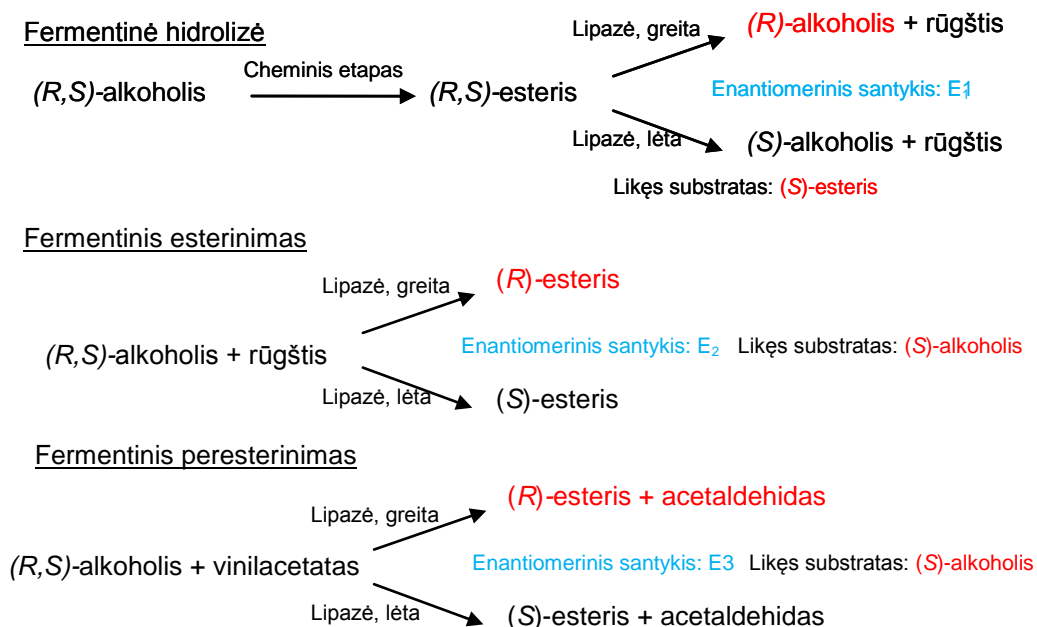 Fermentinė hidrolizė
Lipazė, greita
(R)-alkoholis + rūgštis
(R,S)-alkoholis
Cheminis etapas
(R,S)-esteris
Enantiomerinis santykis: E1
Lipazė, lėta
(S)-alkoholis + rūgštis
Likęs substratas: (S)-esteris
Fermentinis esterinimas
Lipazė, greita
(R)-esteris
(R,S)-alkoholis + rūgštis
Enantiomerinis santykis: E₂ Likęs substratas: (S)-alkoholis
Lipazė, lėta
(S)-esteris
Fermentinis peresterinimas
Lipazė, greita
(R)-esteris + acetaldehidas
(R,S)-alkoholis + vinilacetatas
Enantiomerinis santykis: E3 Likęs substratas: (S)-alkoholis
Lipazė, lėta
(S)-esteris + acetaldehidas